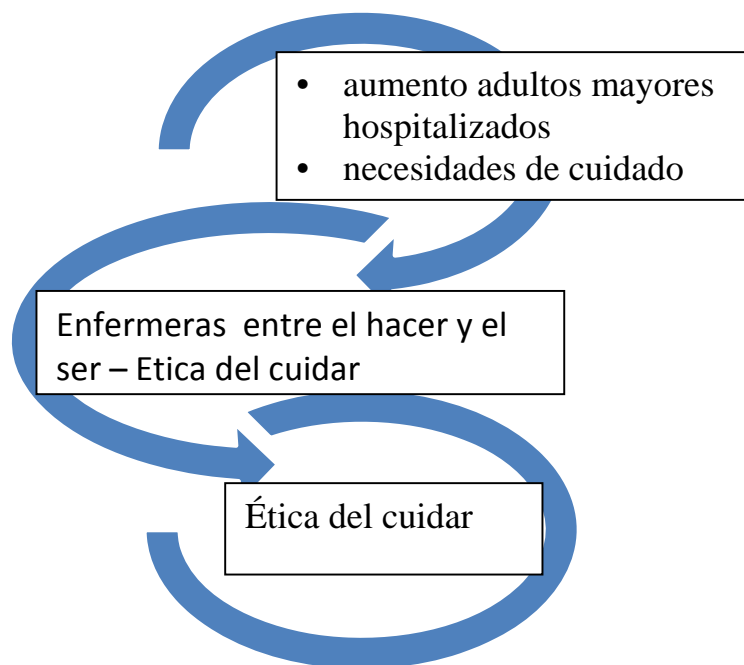 • aumento adultos mayores
hospitalizados
• necesidades de cuidado
Enfermeras entre el hacer y el
ser – Etica del cuidar
Ética del cuidar